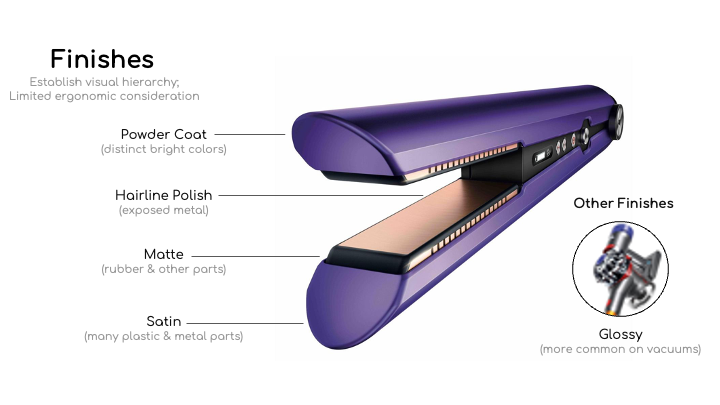 Finishes
Establish visual hierarchy;
Limited ergonomic consideration
Powder Coat
(distinct bright colors)
Hairline Polish
(exposed metal)
Matte
(rubber & other parts)
Satin
(many plastic & metal parts)
Other Finishes
Glossy
(more common on vacuums)